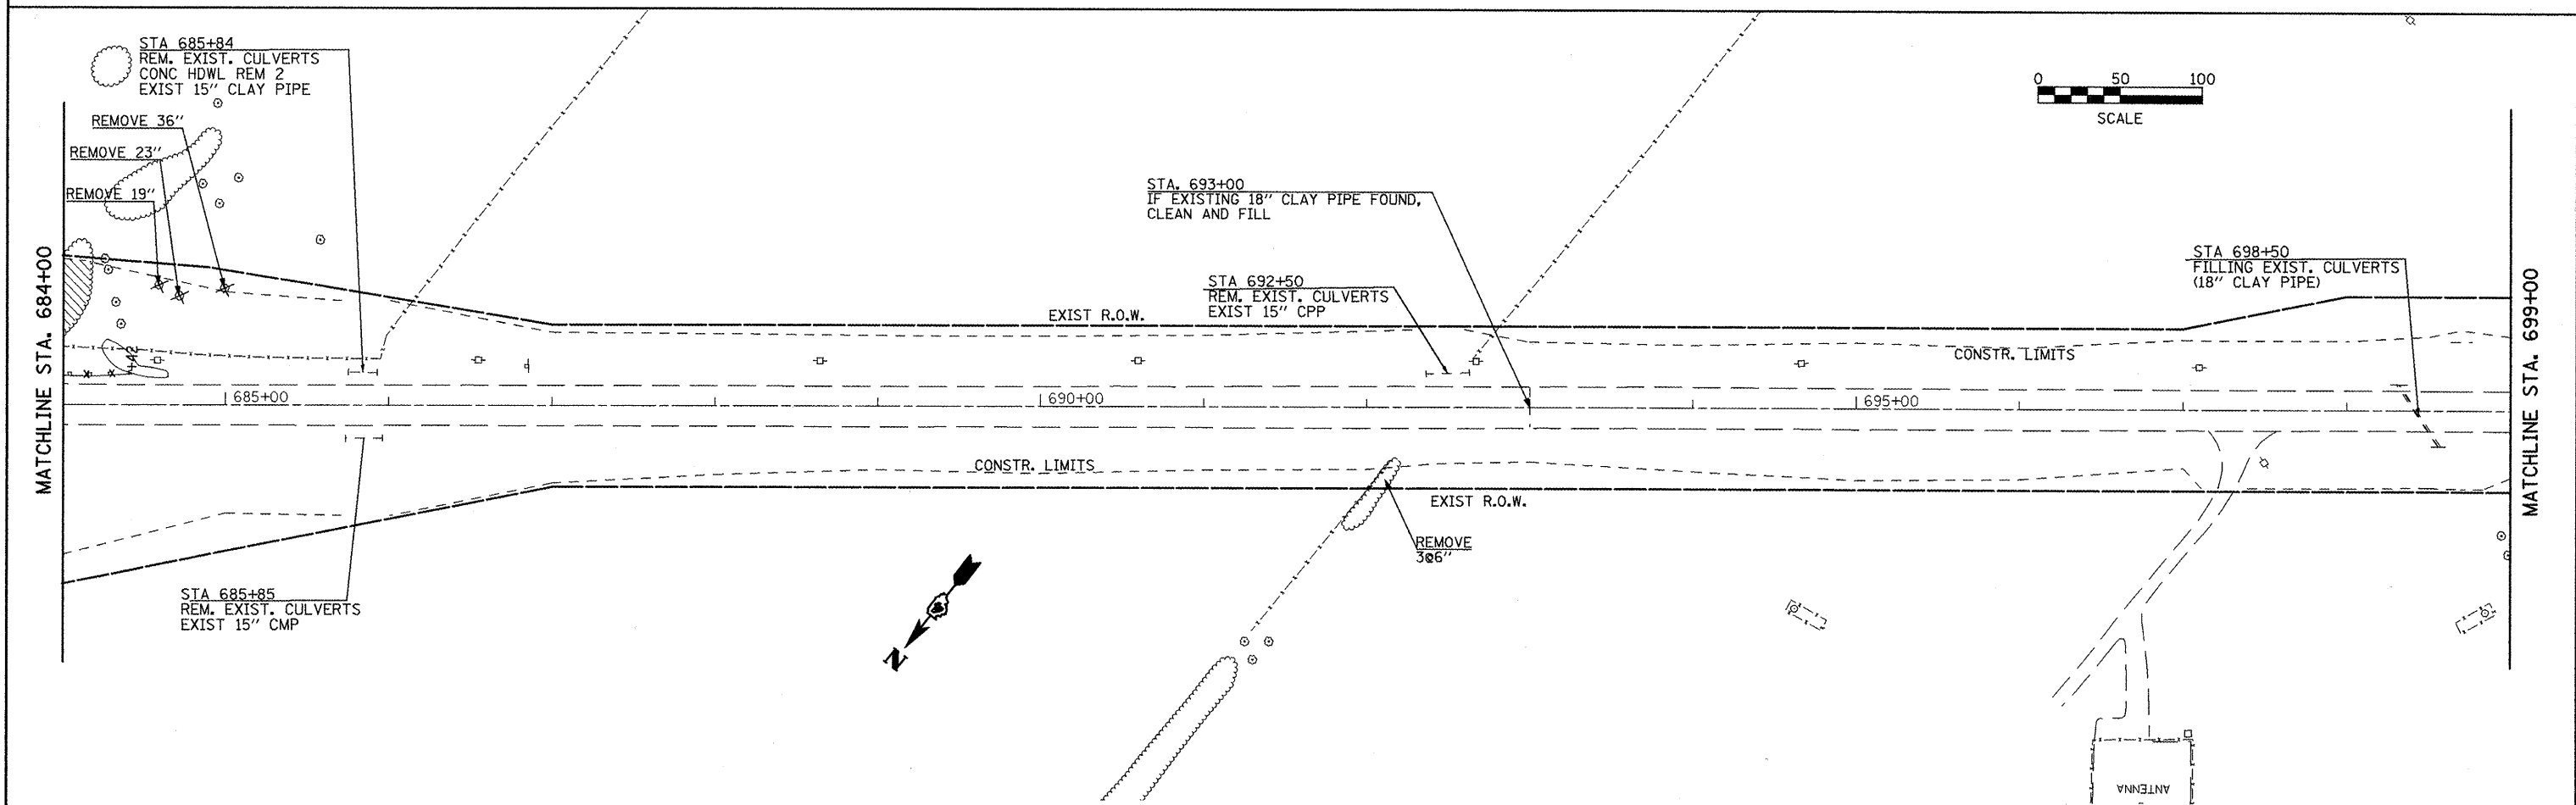 STA 685+84
REM. EXIST. CULVERTS
CONC HDWL REM 2
EXIST 15" CLAY PIPE
REMOVE 36"
REMOVE 23"
REMOVE 19"
0 50 100
SCALE
STA. 693+00
IF EXISTING 18" CLAY PIPE FOUND,
CLEAN AND FILL
STA 692+50
REM. EXIST. CULVERTS
EXIST 15" CPP
STA 698+50
FILLING EXIST. CULVERTS
(18" CLAY PIPE)
MATCHLINE STA. 684+00
EXIST R.O.W.
CONSTR. LIMITS
685+00
690+00
695+00
MATCHLINE STA. 699+00
CONSTR. LIMITS
EXIST R.O.W.
REMOVE
3@6"
STA 685+85
REM. EXIST. CULVERTS
EXIST 15" CMP
N
ANTENNA